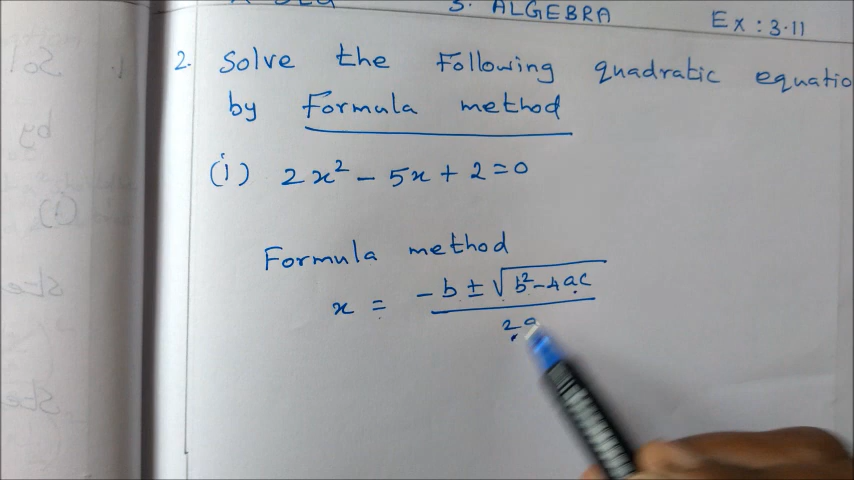 3. ALGEBRA
Ex : 3.11
2. Solve the Following quadratic equatio
by Formula method
(i) 2x² - 5x + 2 = 0
Formula method
x = -b ± √b² - 4ac
2a